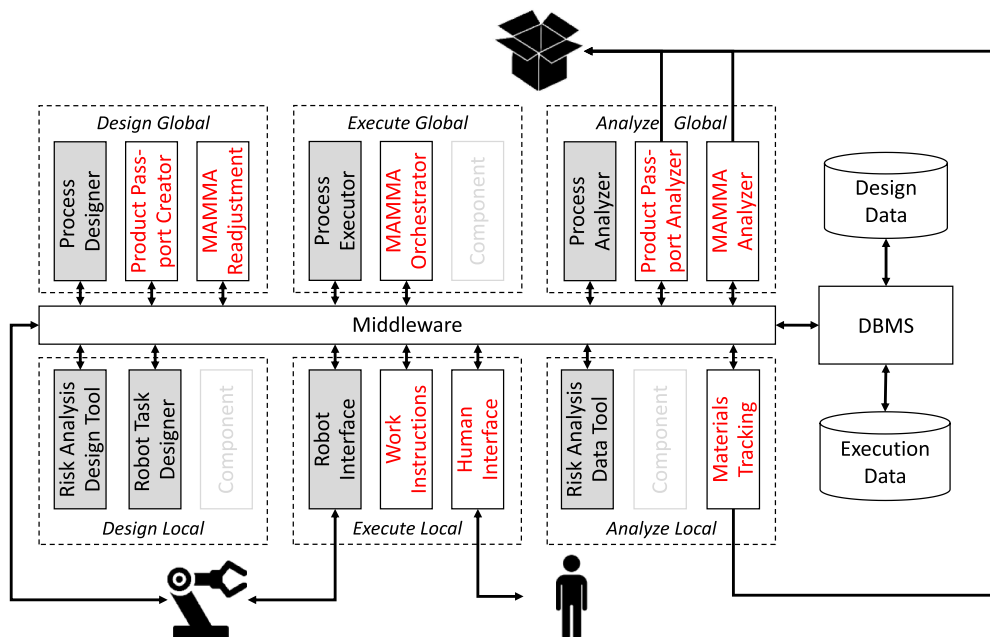 Design Global
Execute Global
Analyze Global
Process
Designer
Product Pass-
port Creator
MAMMA
Readjustment
Process
Executor
MAMMA
Orchestrator
Component
Process
Analyzer
Product Pass-
port Analyzer
MAMMA
Analyzer
Design
Data
Middleware
DBMS
Risk Analysis
Design Tool
Robot Task
Designer
Component
Robot
Interface
Work
Instructions
Human
Interface
Risk Analysis
Data Tool
Component
Materials
Tracking
Execution
Data
Design Local
Execute Local
Analyze Local